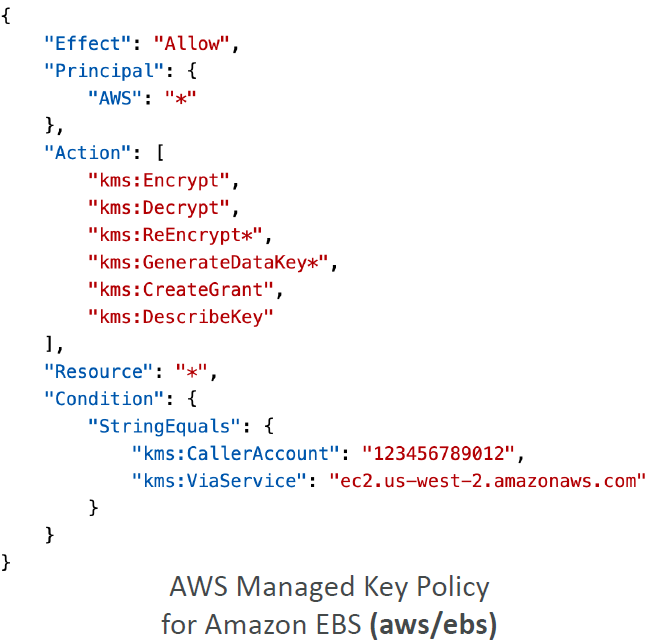 {
"Effect": "Allow",
"Principal": {
"AWS": "*"
},
"Action": [
"kms:Encrypt",
"kms:Decrypt",
"kms:ReEncrypt*",
"kms:GenerateDataKey*",
"kms:CreateGrant",
"kms:DescribeKey"
],
"Resource": "*",
"Condition": {
"StringEquals": {
"kms:CallerAccount": "123456789012",
"kms:ViaService": "ec2.us-west-2.amazonaws.com"
}
}
}
AWS Managed Key Policy
for Amazon EBS (aws/ebs)